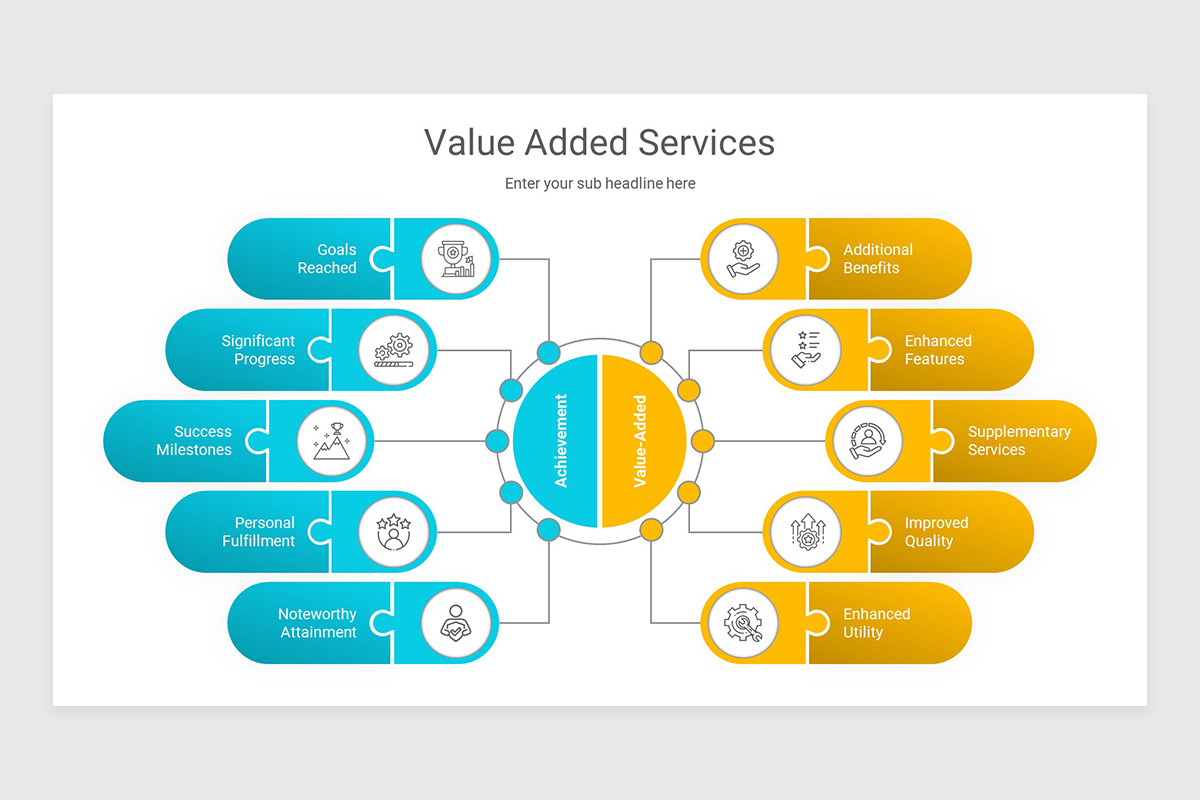 Value Added Services
Enter your sub headline here
Goals
Reached
Significant
Progress
Success
Milestones
Personal
Fulfillment
Noteworthy
Attainment
Achievement
Value-Added
Additional
Benefits
Enhanced
Features
Supplementary
Services
Improved
Quality
Enhanced
Utility